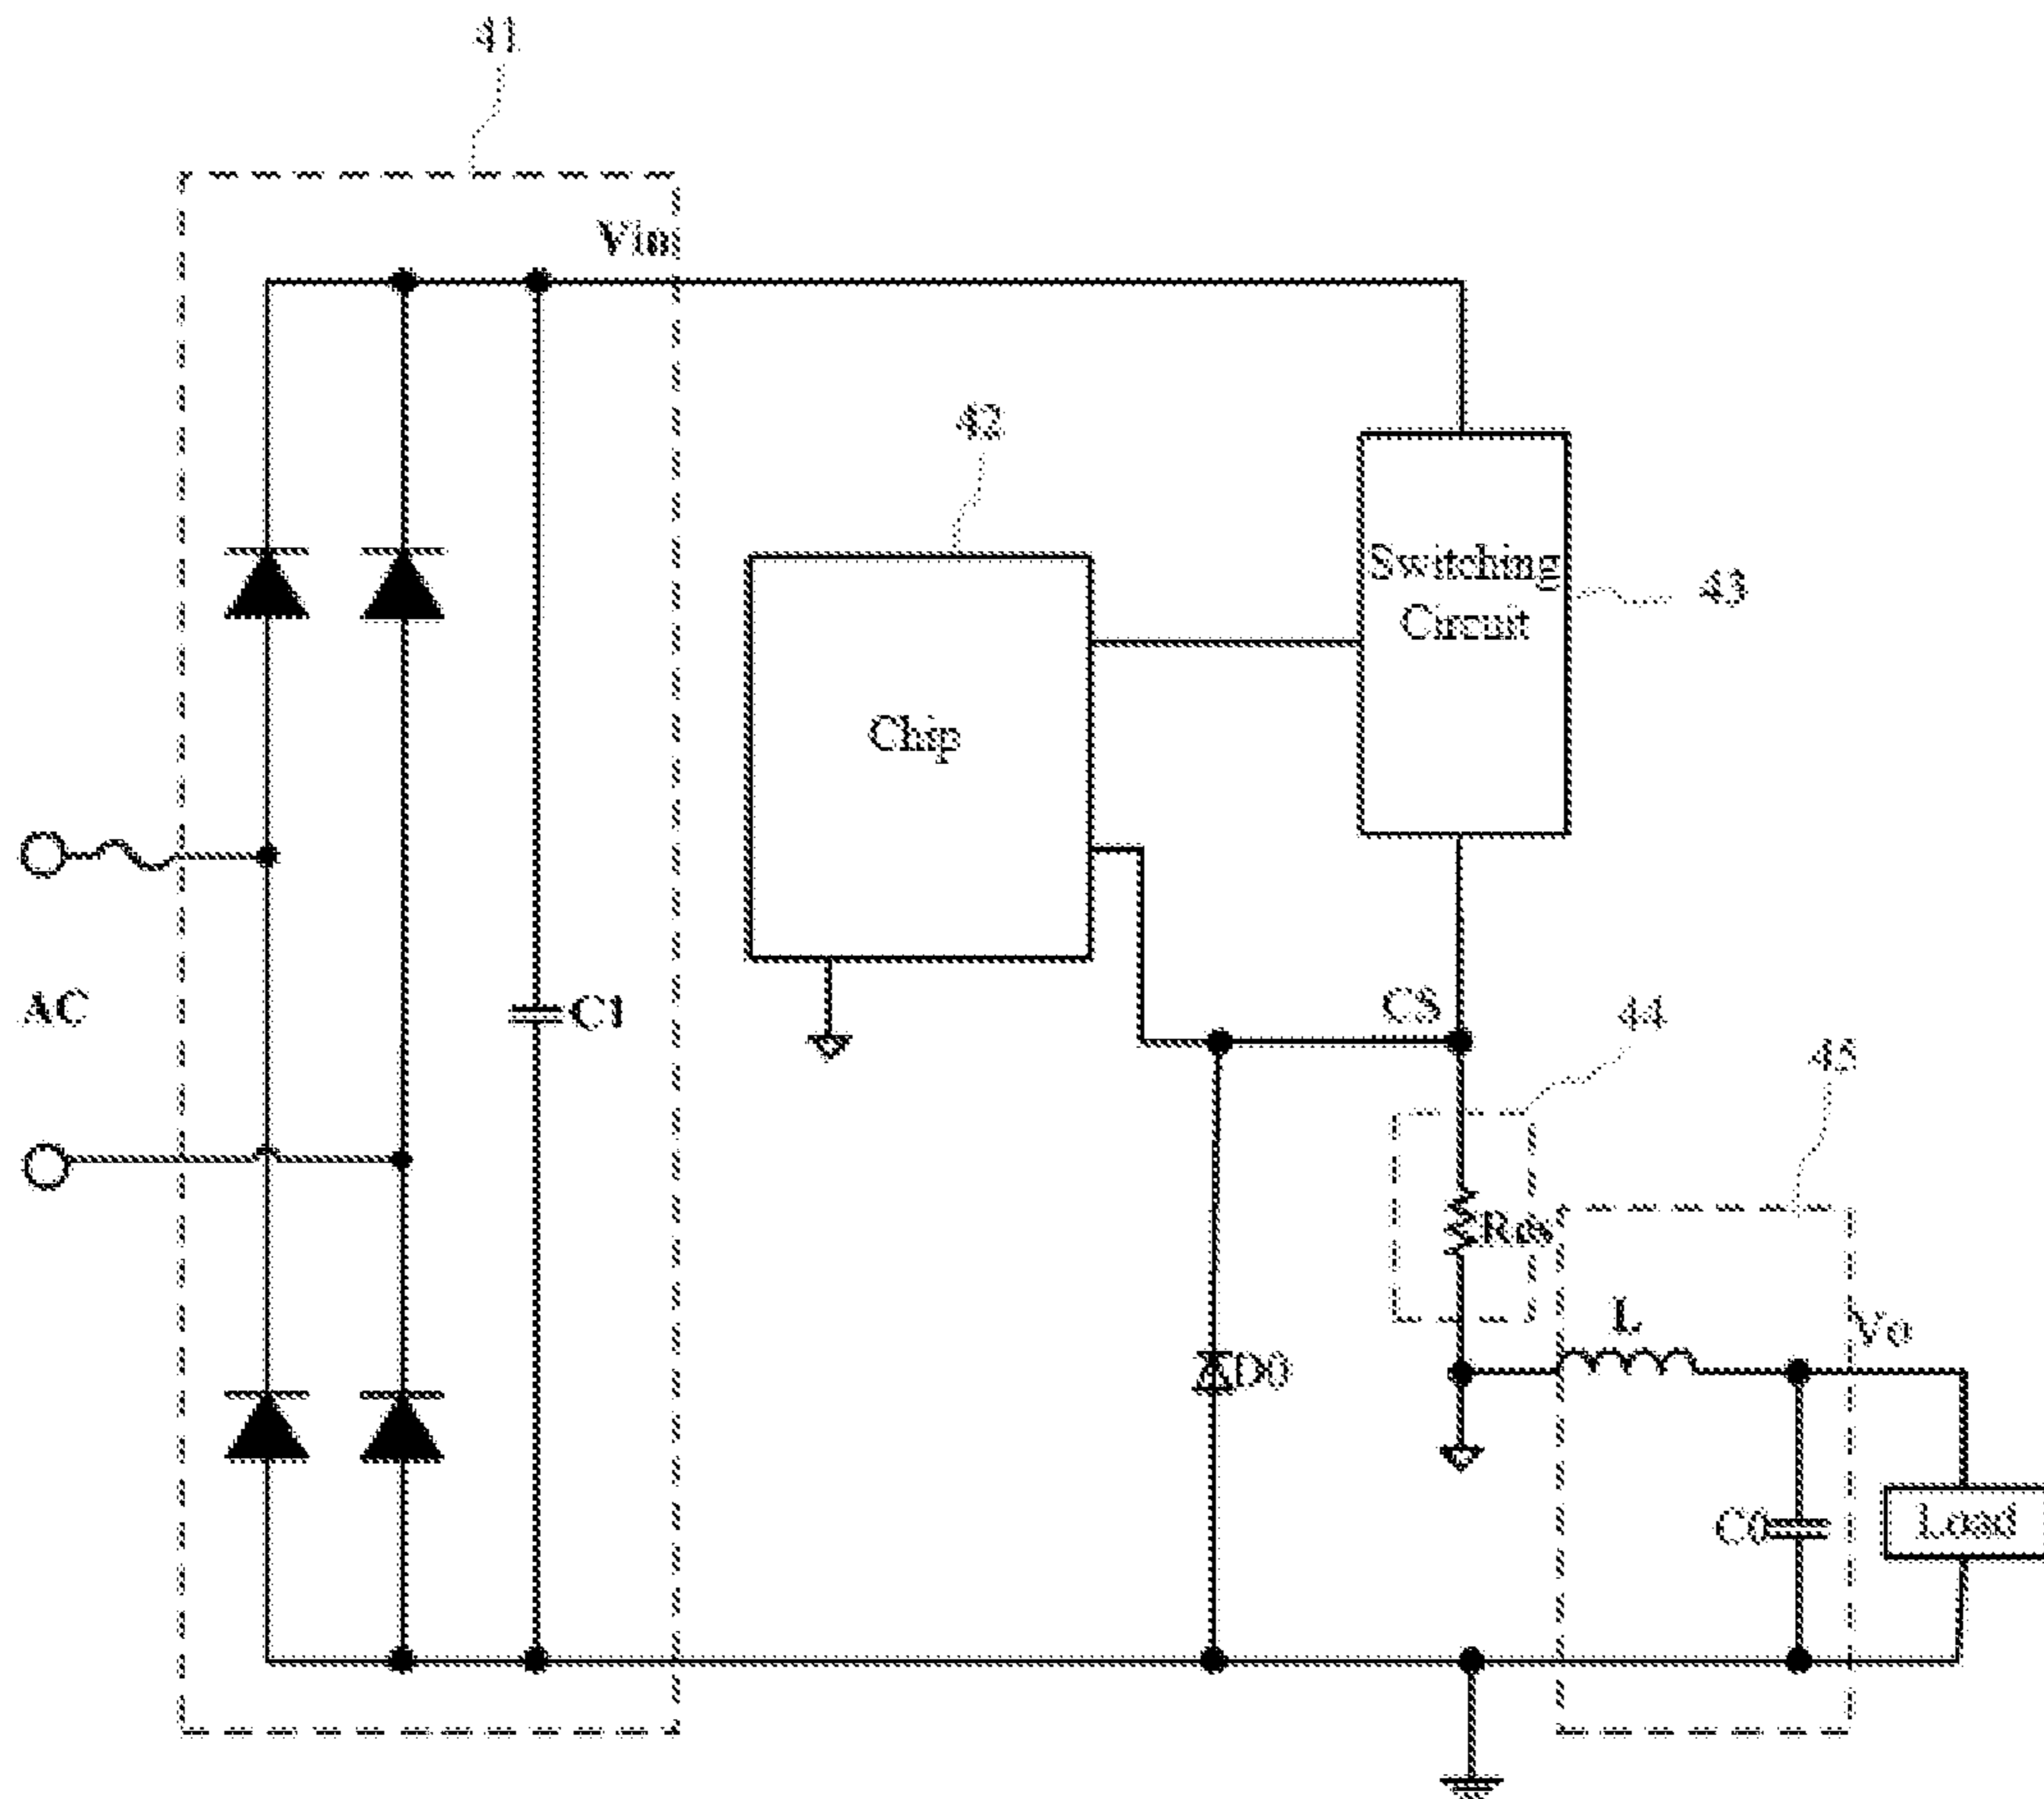 41
Vin
42
Switching
Circuit
43
Chip
AC
C1
CS
44
45
Rcs
L
Vo
D0
C0
Load